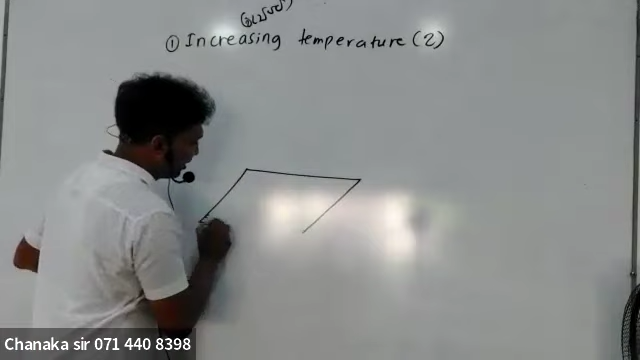 ① Increasing temperature (2)
Chanaka sir 071 440 8398